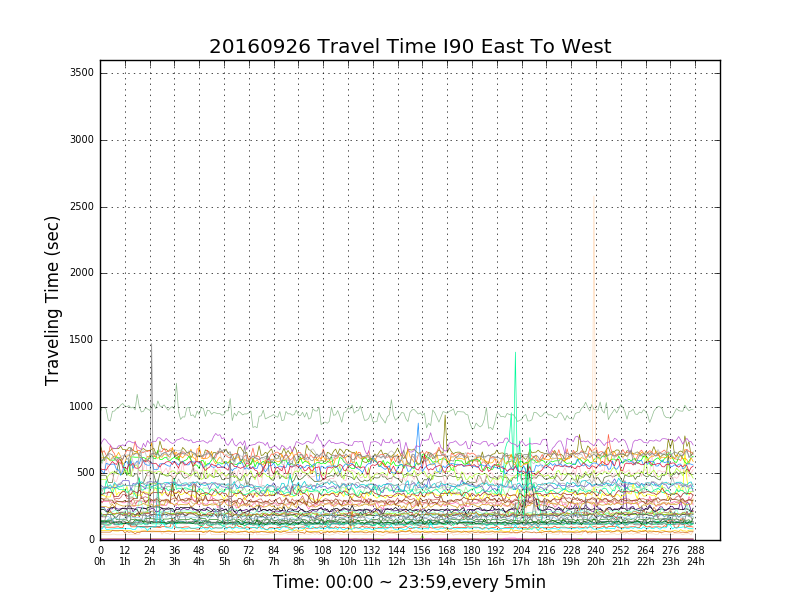 20160926 Travel Time I90 East To West
3500
3000
2500
2000
1500
1000
500
0
Traveling Time (sec)
0 12 24 36 48 60 72 84 96 108 120 132 144 156 168 180 192 204 216 228 240 252 264 276 288
0h 1h 2h 3h 4h 5h 6h 7h 8h 9h 10h 11h 12h 13h 14h 15h 16h 17h 18h 19h 20h 21h 22h 23h 24h
Time: 00:00 ~ 23:59,every 5min